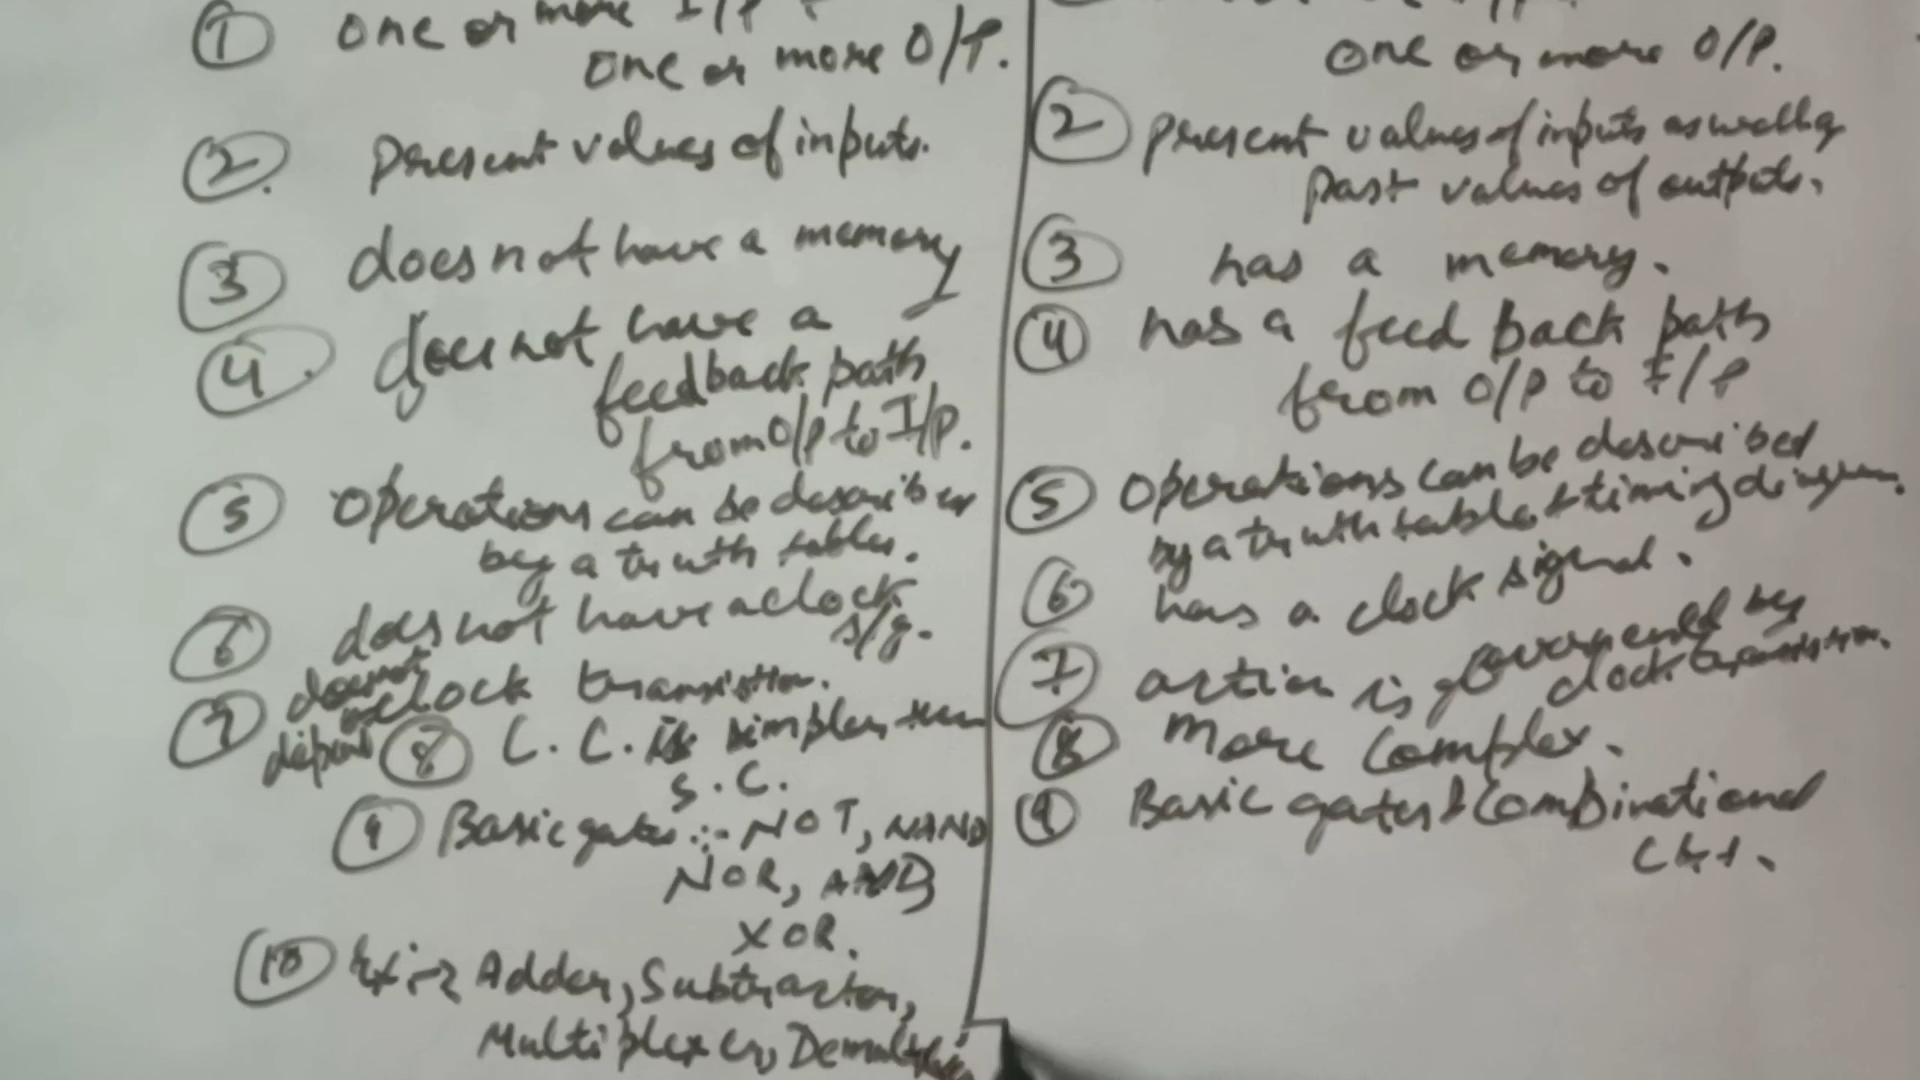 ① one or more I/P
one or more O/P.
② Present values of inputs.
③ does not have a memory
④. does not have a
feedback path
from O/P to I/P.
⑤ Operations can be described
by a truth table.
⑥ does not have a clock
s/g.
⑦ does not
depend
clock transistion.
⑧ C.C. is simpler than
S.C.
⑨ Basic gates :- NOT, NAND
NOR, AND
XOR.
⑩ Ex:- Adder, Subtractor,
Multiplexer, Demultiplex
one or more O/P.
② present values of inputs as well as
past values of outputs.
③ has a memory.
④ has a feed back path
from O/P to I/P
⑤ Operations can be described
by a truth table & timing diagram.
⑥ has a clock signal.
⑦ action is governed by
clock transistion.
⑧ More Complex.
⑨ Basic gates & Combinational
Ckt.